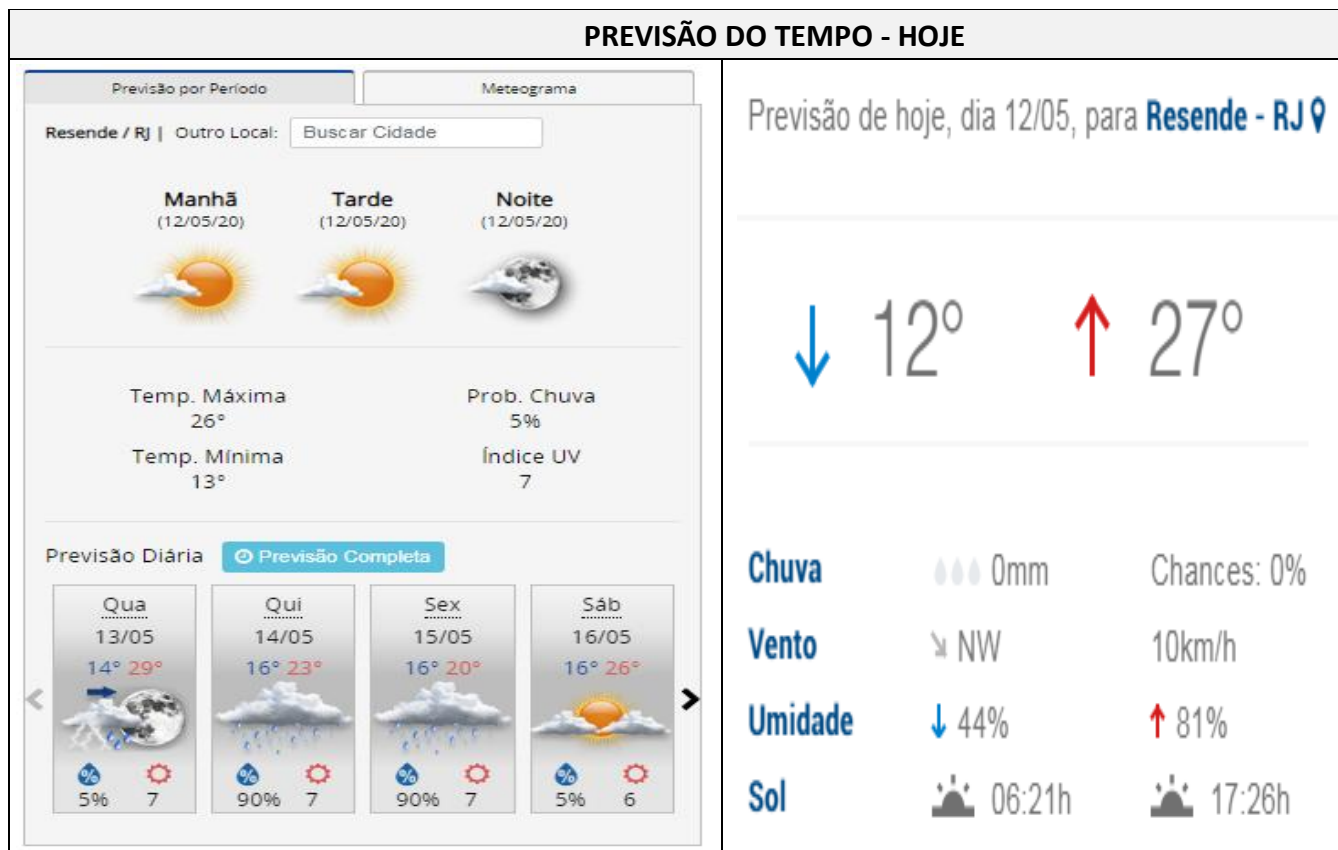 PREVISÃO DO TEMPO - HOJE
Previsão por Período
Meteograma
Resende / RJ | Outro Local: Buscar Cidade
Manhã Tarde Noite
(12/05/20) (12/05/20) (12/05/20)
Temp. Máxima Prob. Chuva
26° 5%
Temp. Mínima Índice UV
13° 7
Previsão Diária Previsão Completa
Qua Qui Sex Sáb
13/05 14/05 15/05 16/05
14° 29° 16° 23° 16° 20° 16° 26°
% % % %
5% 7 90% 7 90% 7 5% 6
Previsão de hoje, dia 12/05, para Resende - RJ
↓ 12° ↑ 27°
Chuva 0mm Chances: 0%
Vento NW 10km/h
Umidade ↓ 44% ↑ 81%
Sol 06:21h 17:26h